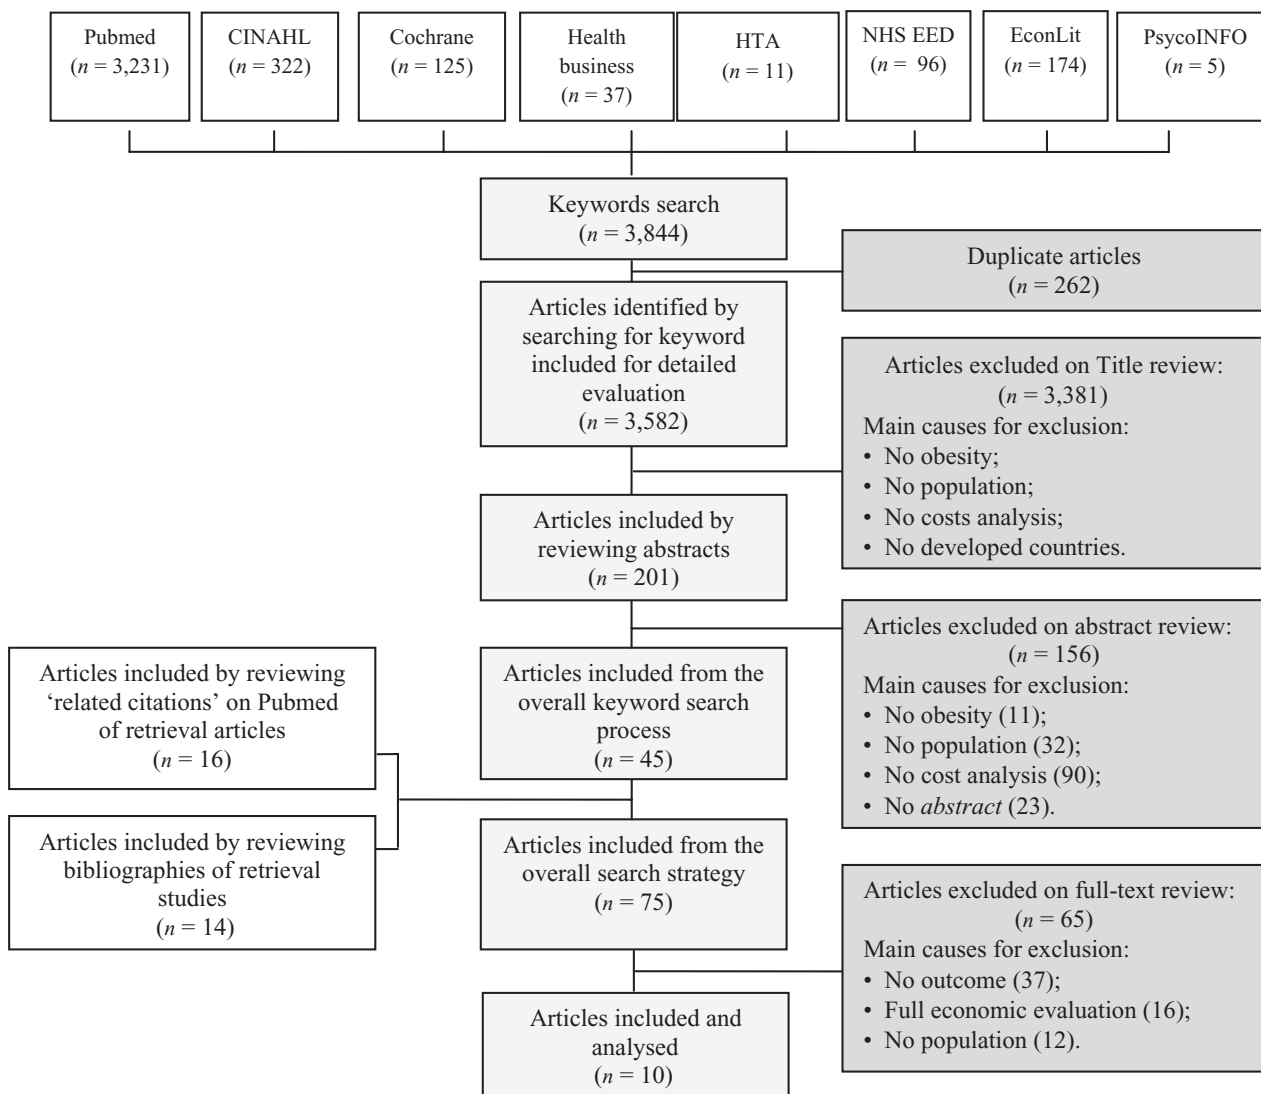 Pubmed
(n = 3,231)
CINAHL
(n = 322)
Cochrane
(n = 125)
Health
business
(n = 37)
HTA
(n = 11)
NHS EED
(n = 96)
EconLit
(n = 174)
PsycoINFO
(n = 5)
Keywords search
(n = 3,844)
Duplicate articles
(n = 262)
Articles identified by
searching for keyword
included for detailed
evaluation
(n = 3,582)
Articles excluded on Title review:
(n = 3,381)
Main causes for exclusion:
• No obesity;
• No population;
• No costs analysis;
• No developed countries.
Articles included by
reviewing abstracts
(n = 201)
Articles excluded on abstract review:
(n = 156)
Main causes for exclusion:
• No obesity (11);
• No population (32);
• No cost analysis (90);
• No abstract (23).
Articles included by reviewing
‘related citations’ on Pubmed
of retrieval articles
(n = 16)
Articles included from the
overall keyword search
process
(n = 45)
Articles included by reviewing
bibliographies of retrieval
studies
(n = 14)
Articles included from the
overall search strategy
(n = 75)
Articles excluded on full-text review:
(n = 65)
Main causes for exclusion:
• No outcome (37);
• Full economic evaluation (16);
• No population (12).
Articles included and
analysed
(n = 10)